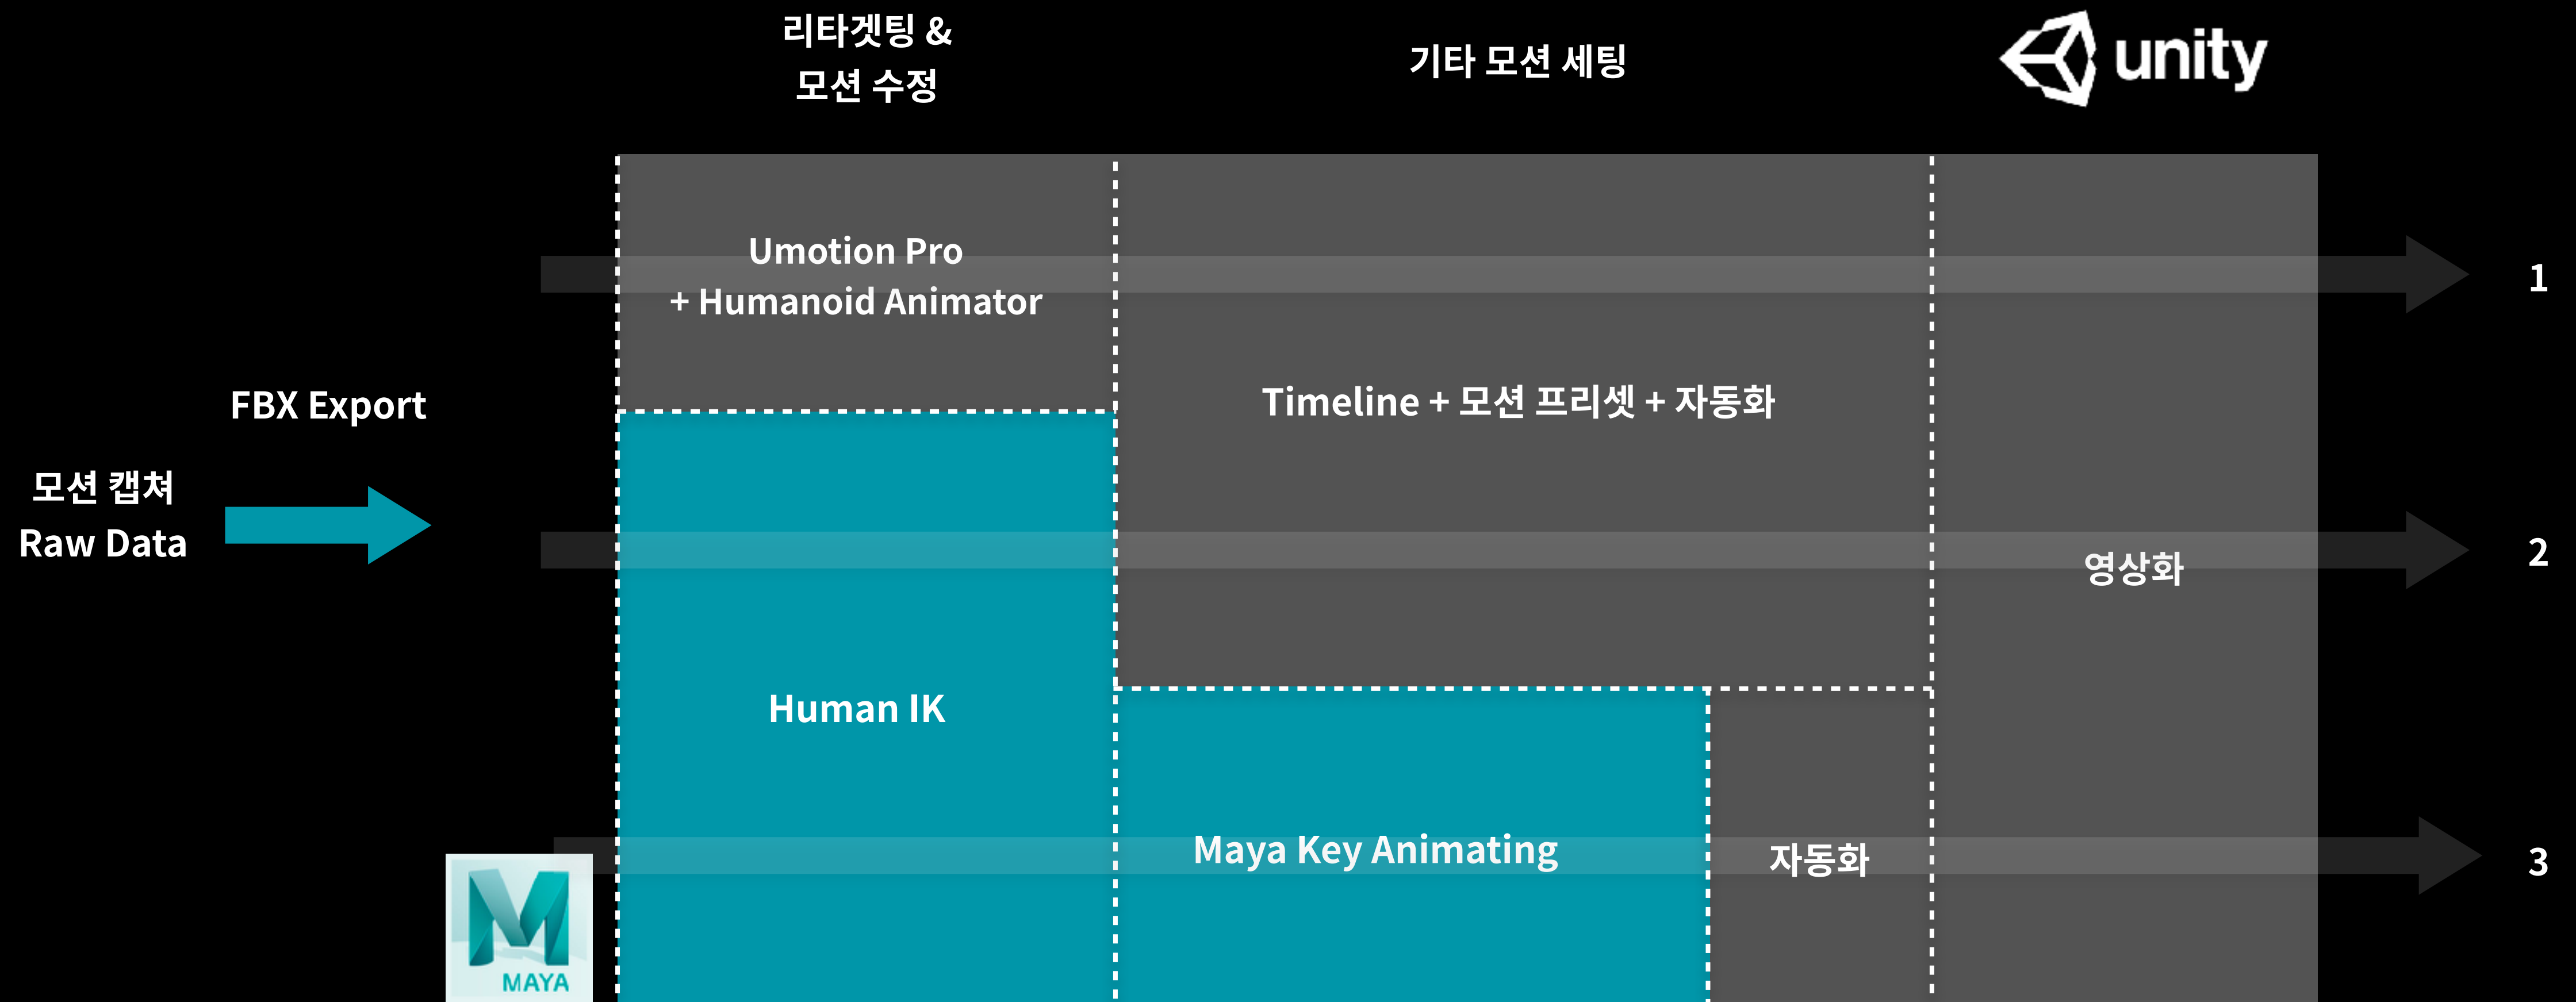 리타겟팅 &
모션 수정
기타 모션 세팅
unity
Umotion Pro
+ Humanoid Animator
1
FBX Export
Timeline + 모션 프리셋 + 자동화
모션 캡쳐
Raw Data
2
영상화
Human IK
Maya Key Animating
자동화
3
MAYA